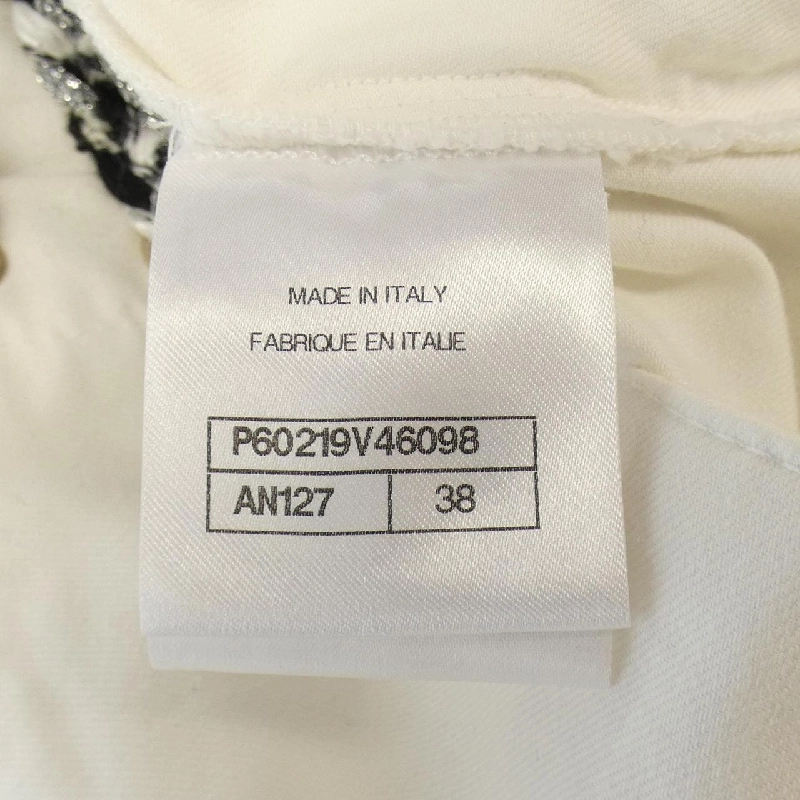 MADE IN ITALY
FABRIQUE EN ITALIE
P60219V46098
AN127 38